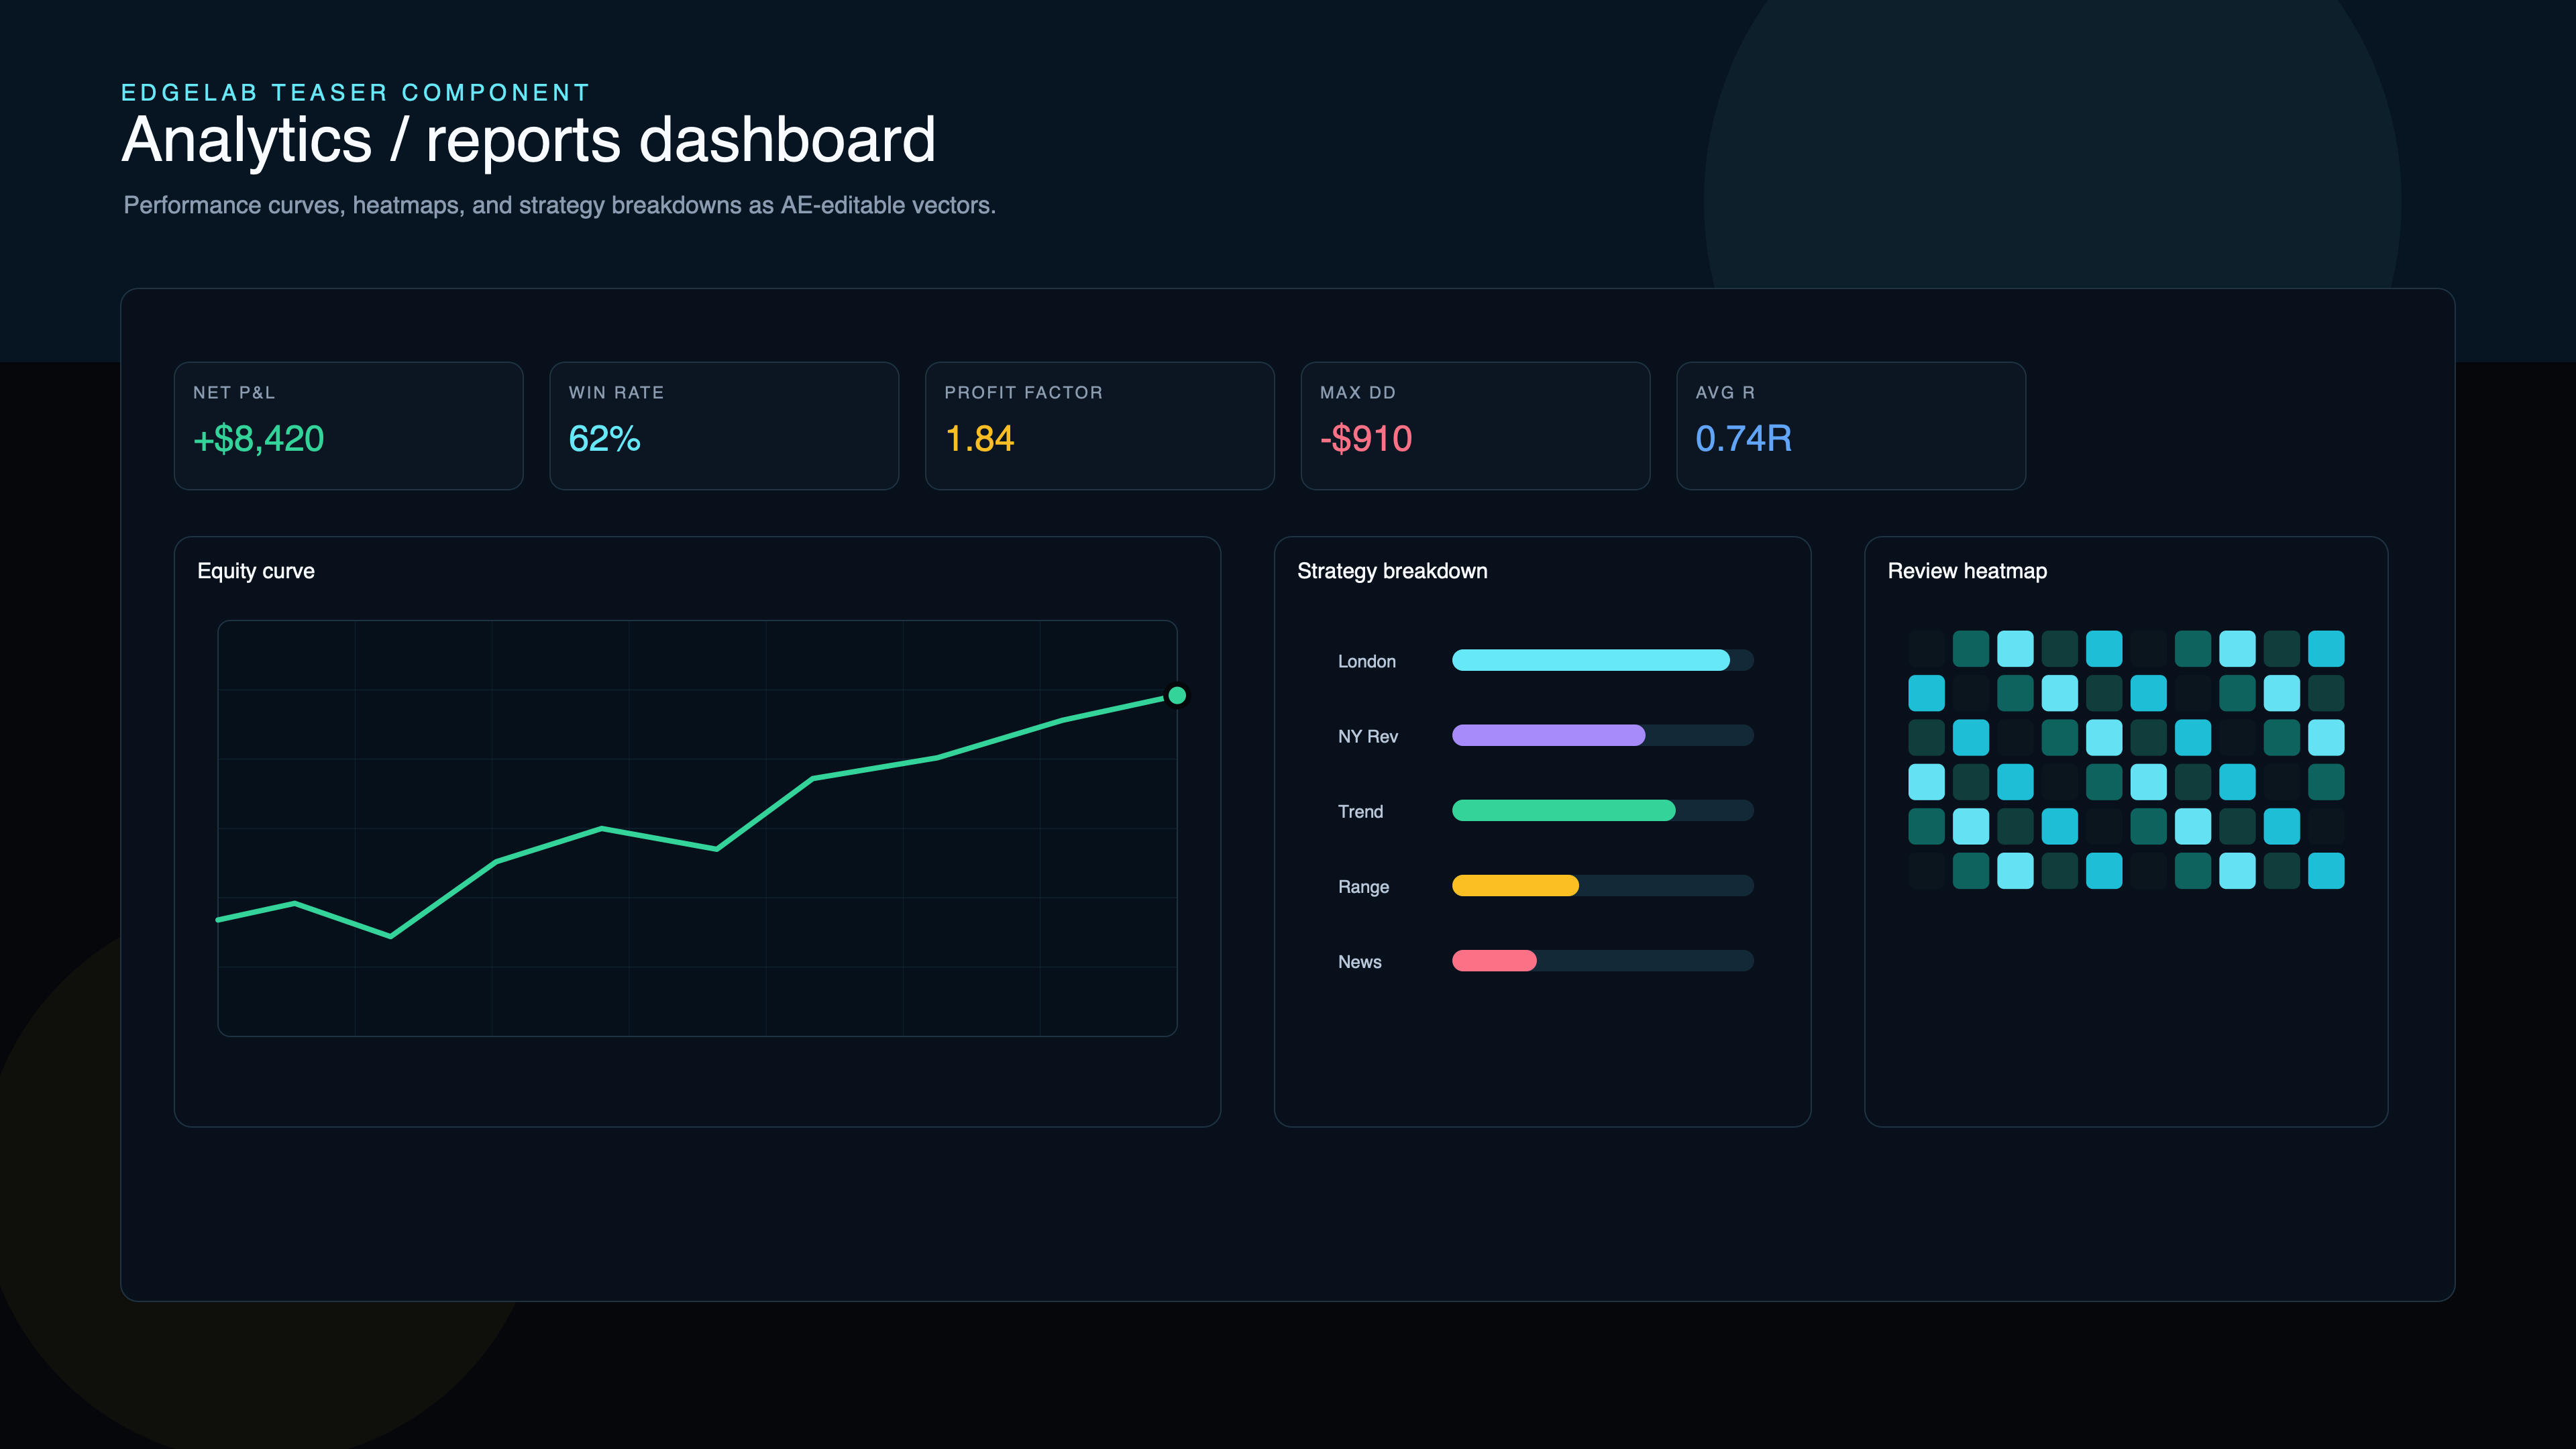 EDGELAB TEASER COMPONENT
Analytics / reports dashboard
Performance curves, heatmaps, and strategy breakdowns as AE-editable vectors.
NET P&L
+$8,420
WIN RATE
62%
PROFIT FACTOR
1.84
MAX DD
-$910
AVG R
0.74R
Equity curve
Strategy breakdown
London
NY Rev
Trend
Range
News
Review heatmap